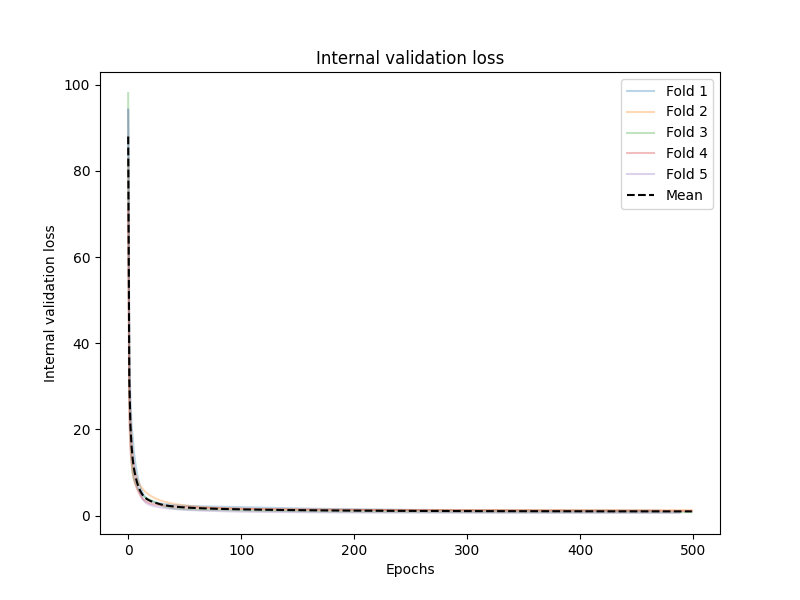 Internal validation loss
100
80
60
40
20
0
Internal validation loss
Fold 1
Fold 2
Fold 3
Fold 4
Fold 5
Mean
0 100 200 300 400 500
Epochs